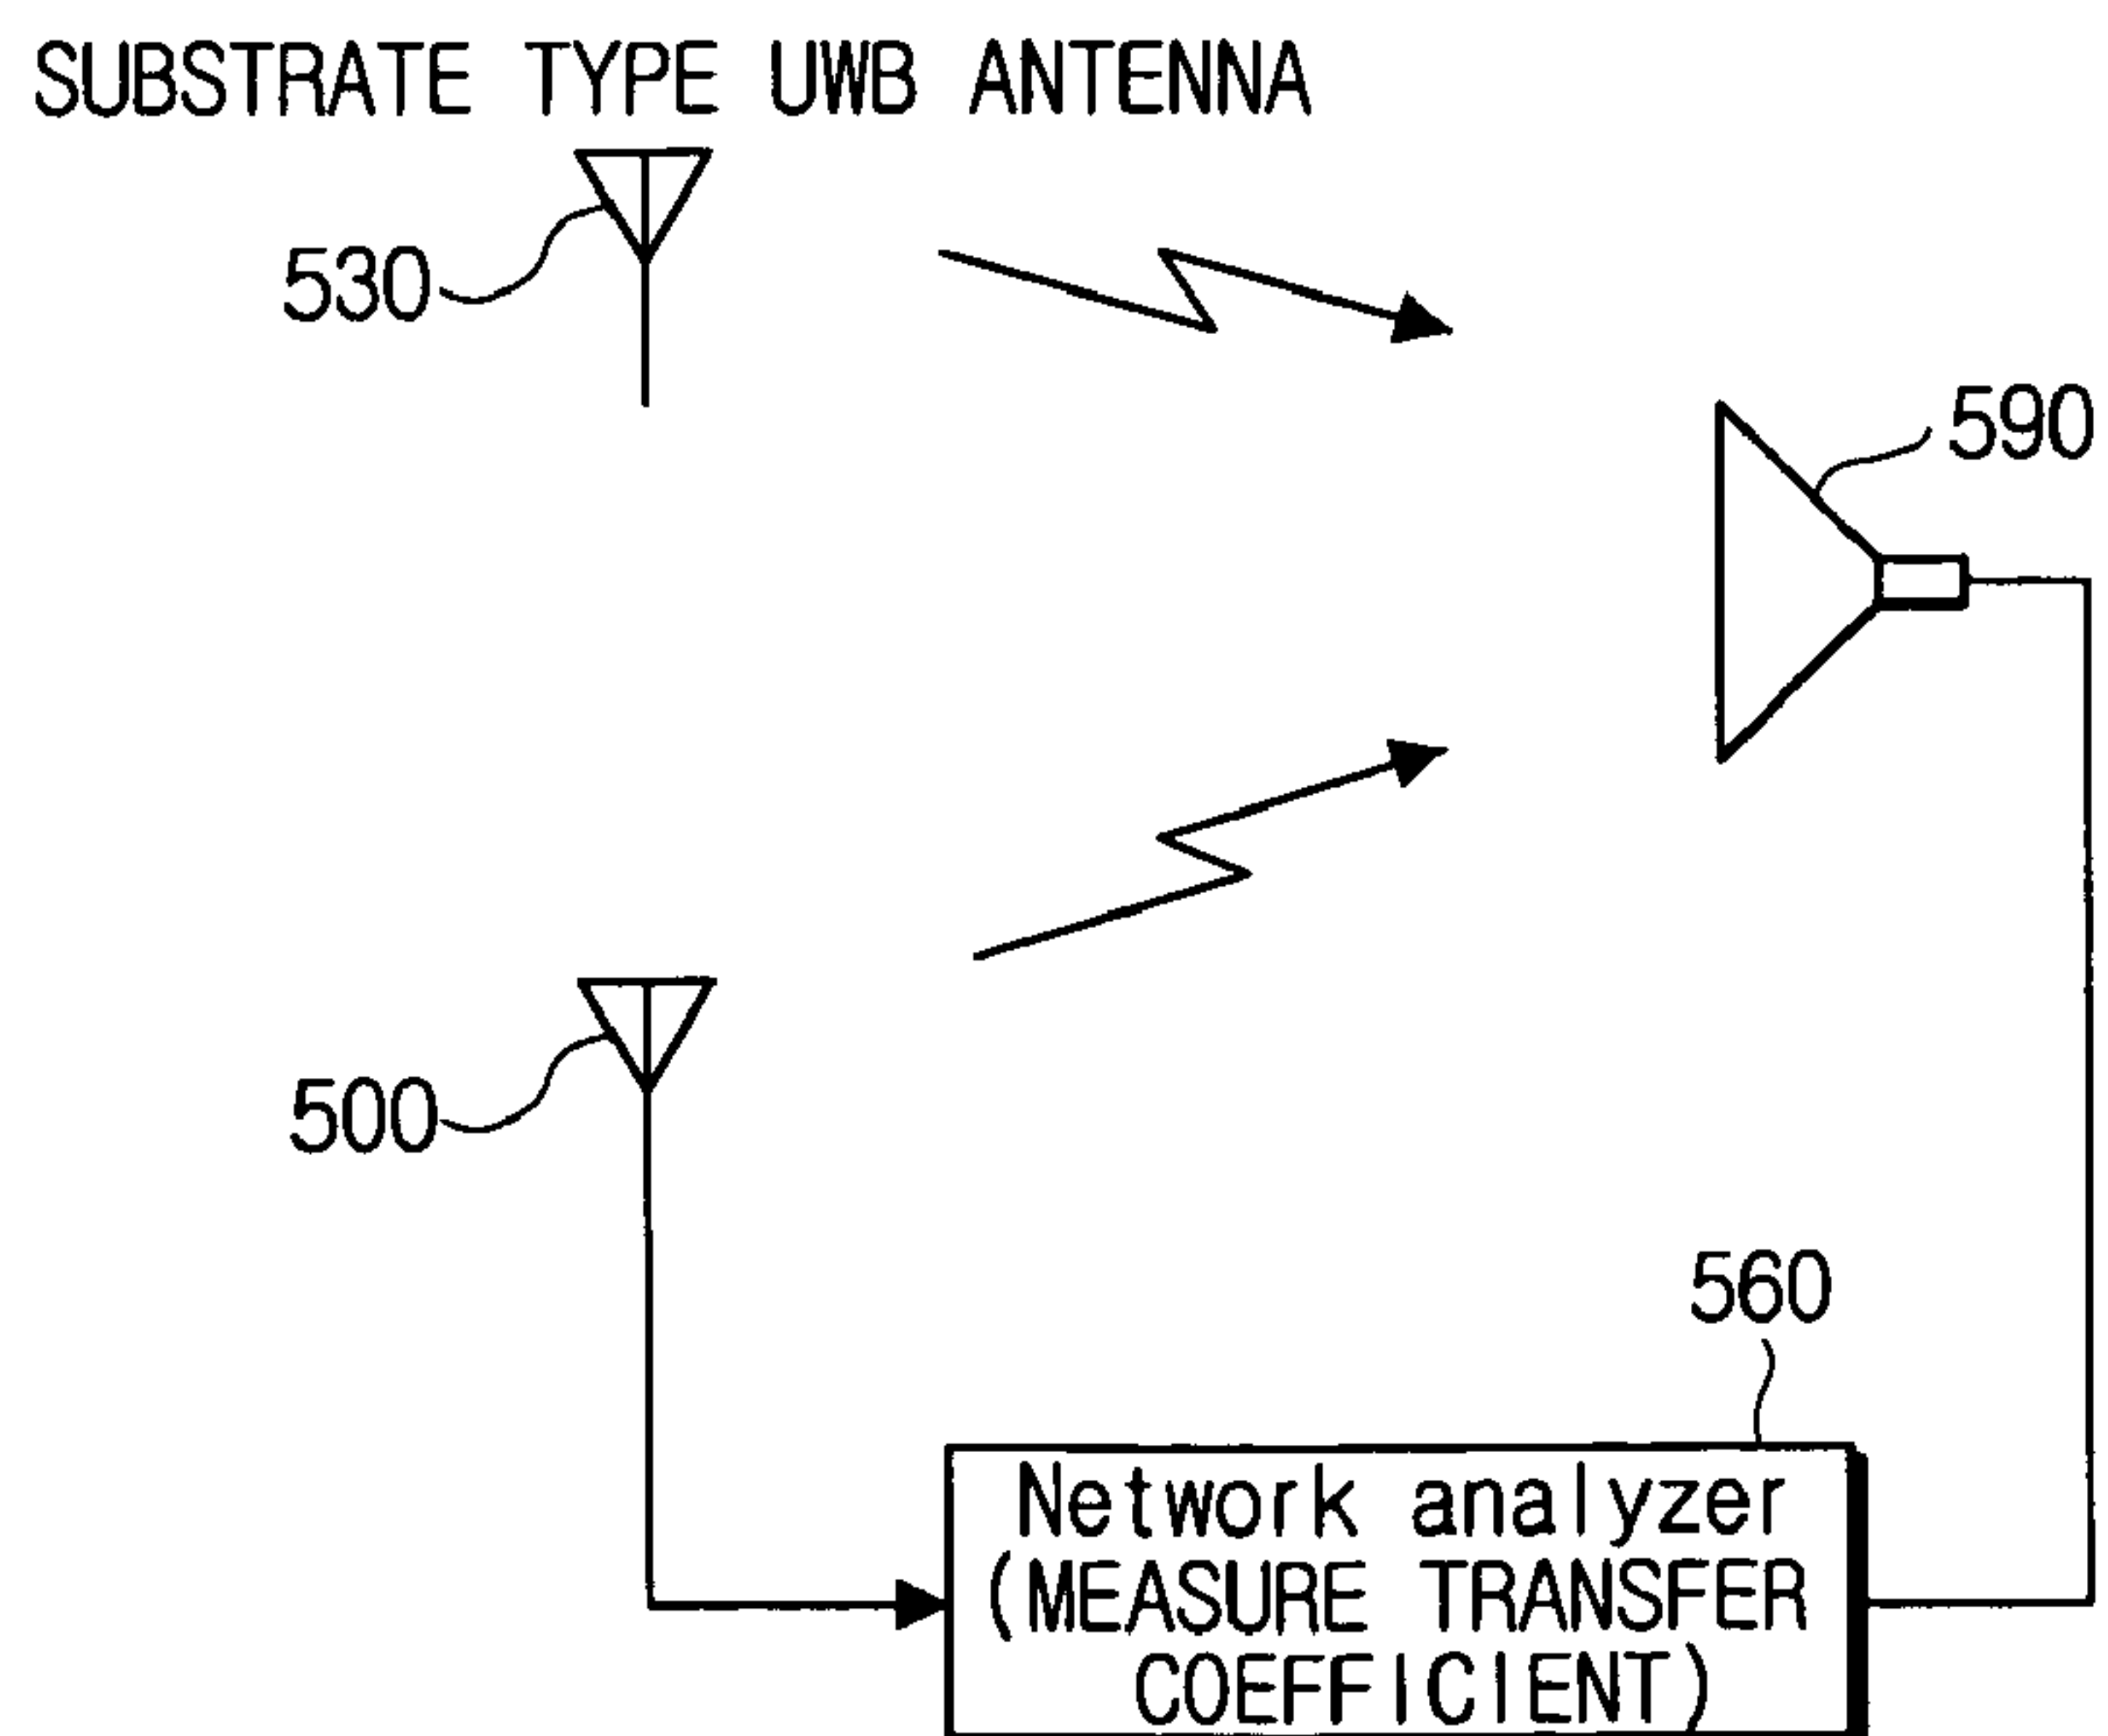 SUBSTRATE TYPE UWB ANTENNA
530
590
500
560
Network analyzer
(MEASURE TRANSFER
COEFFICIENT)